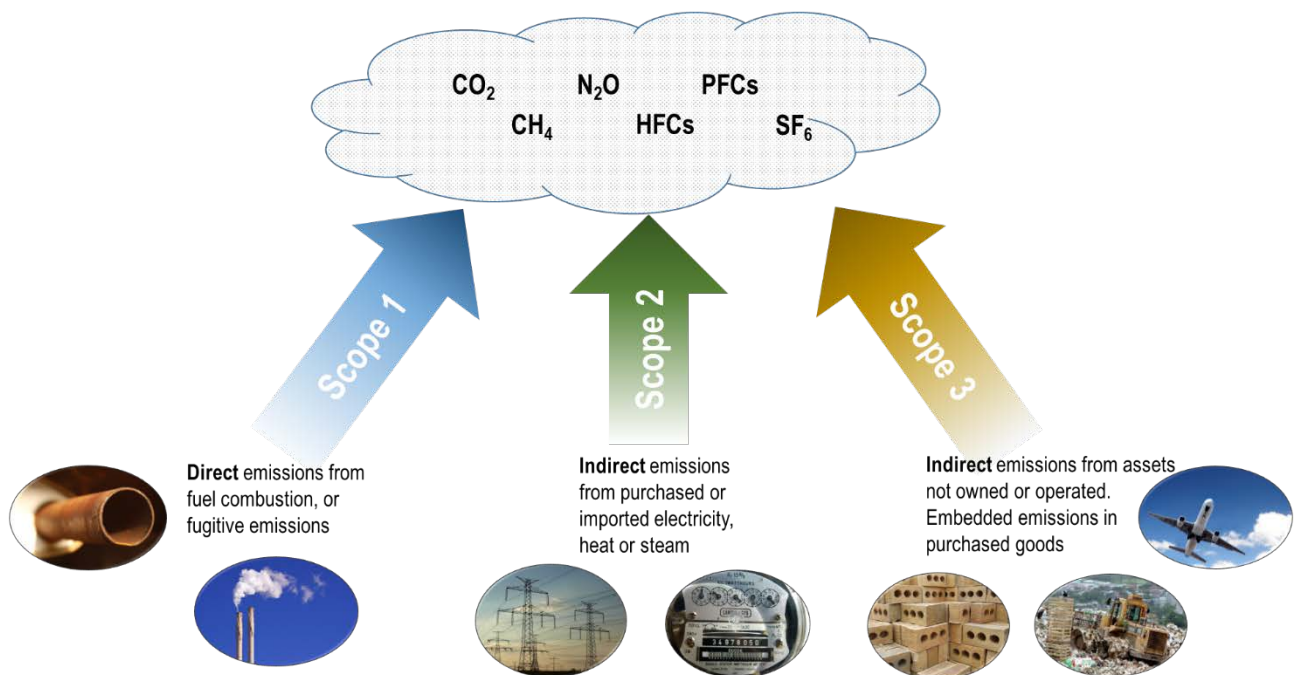 CO₂ N₂O PFCs
CH₄ HFCs SF₆
Scope 1
Scope 2
Scope 3
Direct emissions from
fuel combustion, or
fugitive emissions
Indirect emissions
from purchased or
imported electricity,
heat or steam
Indirect emissions from assets
not owned or operated.
Embedded emissions in
purchased goods